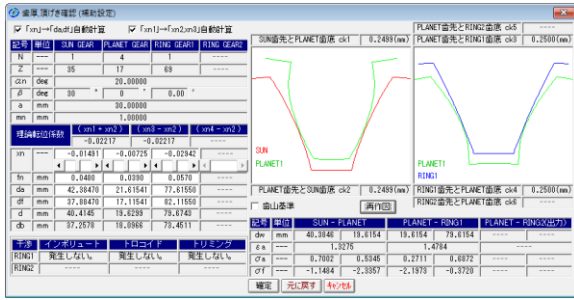 歯厚,頂げき確認 (補助設定)
「xn」→「da,df」自動計算
「xn1」→「xn2,xn3」自動計算
記号 単位 SUN GEAR PLANET GEAR RING GEAR1 RING GEAR2
N --- 1 4 1 ----
Z --- 35 17 69 ----
αn deg 20.00000
β deg 30 ° 0 ' 0.00 "
a mm 30.00000
mn mm 1.00000
理論転位係数 (xn1 + xn2) (xn3 - xn2) (xn4 - xn2)
-0.02217 -0.02217 ----
xn --- -0.01491 -0.00725 -0.02942 ----
fn mm 0.0480 0.0390 0.0570 ----
da mm 42.38470 21.61541 77.61550 ----
df mm 37.88470 17.11541 82.11550 ----
d mm 40.4145 19.6299 79.6743 ----
db mm 37.2578 18.0966 73.4511 ----
干渉 インボリュート トロコイド トリミング
RING1 発生しない。 発生しない。 発生しない。
RING2 ---- ---- ----
SUN歯先とPLANET歯底 ck1 0.2499(mm)
PLANET歯先とRING2歯底 ck5 ----
PLANET歯先とRING1歯底 ck3 0.2500(mm)
SUN
PLANET1
PLANET1
RING1
PLANET歯先とSUN歯底 ck2 0.2499(mm)
RING1歯先とPLANET歯底 ck4 0.2500(mm)
RING2歯先とPLANET歯底 ck6 ----
歯山基準
再作図
記号 単位 SUN - PLANET PLANET - RING1 PLANET - RING2(出力)
dw mm 40.3846 19.6154 19.6154 79.6154 ---- ----
εa --- 1.3275 1.4784 ----
σa --- 0.7002 0.5345 0.2711 0.6872 ---- ----
σf --- -1.1484 -2.3357 -2.1973 -0.3720 ---- ----
確定 元に戻す キャンセル